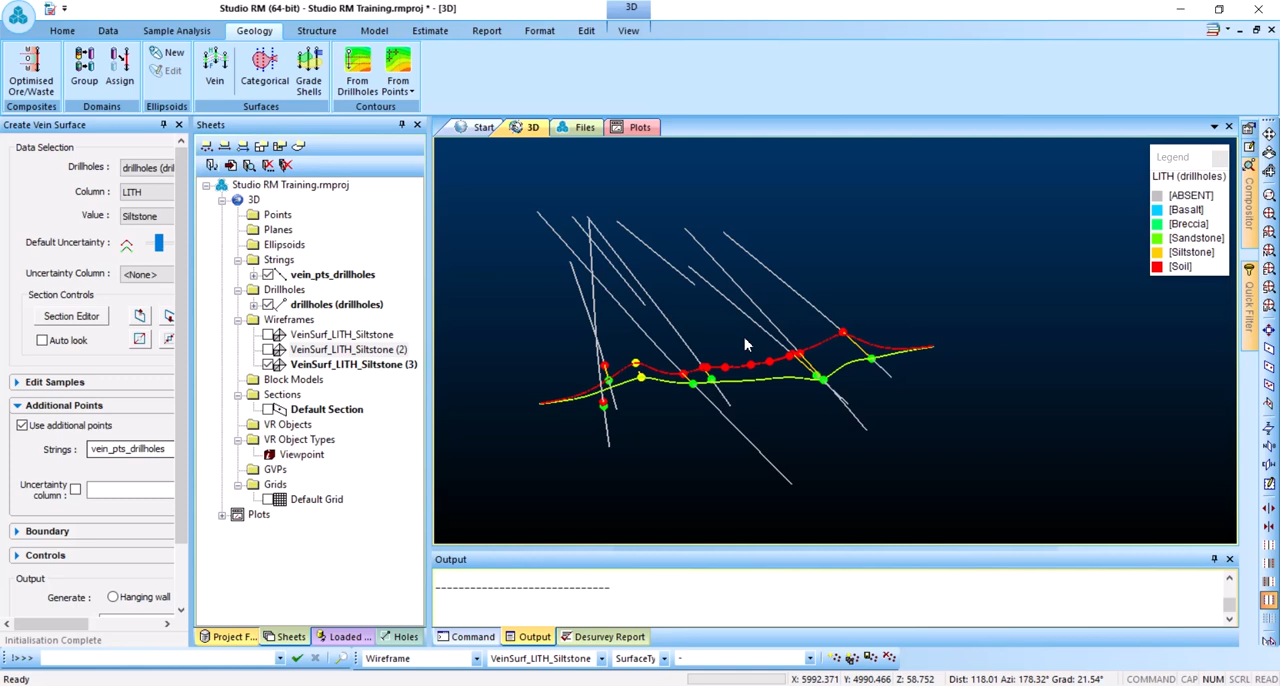 Studio RM (64-bit) - Studio RM Training.rmproj * - [3D]
3D
Home Data Sample Analysis Geology Structure Model Estimate Report Format Edit View
Optimised Ore/Waste
Group
Assign
New
Edit
Vein
Categorical
Grade Shells
From Drillholes
From Points
Composites Domains Ellipsoids Surfaces Contours
Create Vein Surface
Data Selection
Drillholes : drillholes (dril
Column : LITH
Value : Siltstone
Default Uncertainty :
Uncertainty Column : <None>
Section Controls
Section Editor
Auto look
Edit Samples
Additional Points
Use additional points
Strings : vein_pts_drillholes
Uncertainty column :
Boundary
Controls
Output
Generate : Hanging wall
Initialisation Complete
Sheets
Studio RM Training.rmproj
3D
Points
Planes
Ellipsoids
Strings
vein_pts_drillholes
Drillholes
drillholes (drillholes)
Wireframes
VeinSurf_LITH_Siltstone
VeinSurf_LITH_Siltstone (2)
VeinSurf_LITH_Siltstone (3)
Block Models
Sections
Default Section
VR Objects
VR Object Types
Viewpoint
GVPs
Grids
Default Grid
Plots
Project F... Sheets Loaded ... Holes
Start 3D Files Plots
Legend
LITH (drillholes)
[ABSENT]
[Basalt]
[Breccia]
[Sandstone]
[Siltstone]
[Soil]
Compositor
Quick Filter
Output
-----------------------------
Command Output Desurvey Report
!>>> Wireframe VeinSurf_LITH_Siltstone SurfaceTy -
Ready X: 5992.371 Y: 4990.466 Z: 58.752 Dist: 118.01 Azi: 178.32° Grad: 21.54° COMMAND CAP NUM SCRL READ